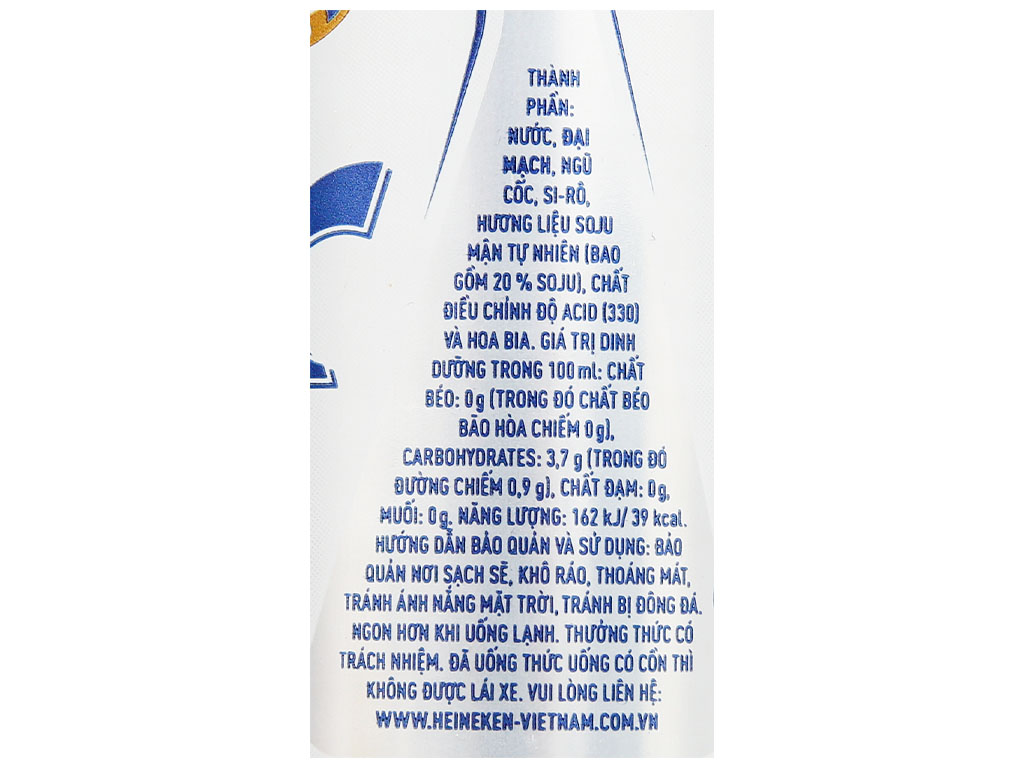 THÀNH
PHẦN:
NƯỚC, ĐẠI
MẠCH, NGŨ
CỐC, SI-RÔ,
HƯƠNG LIỆU SOJU
MẬN TỰ NHIÊN (BAO
GỒM 20 % SOJU), CHẤT
ĐIỀU CHỈNH ĐỘ ACID (330)
VÀ HOA BIA. GIÁ TRỊ DINH
DƯỠNG TRONG 100 ml: CHẤT
BÉO: 0 g (TRONG ĐÓ CHẤT BÉO
BÃO HÒA CHIẾM 0 g),
CARBOHYDRATES: 3,7 g (TRONG ĐÓ
ĐƯỜNG CHIẾM 0,9 g), CHẤT ĐẠM: 0 g,
MUỐI: 0 g. NĂNG LƯỢNG: 162 kJ/ 39 kcal.
HƯỚNG DẪN BẢO QUẢN VÀ SỬ DỤNG: BẢO
QUẢN NƠI SẠCH SẼ, KHÔ RÁO, THOÁNG MÁT,
TRÁNH ÁNH NẮNG MẶT TRỜI, TRÁNH BỊ ĐÔNG ĐÁ.
NGON HƠN KHI UỐNG LẠNH. THƯỞNG THỨC CÓ
TRÁCH NHIỆM. ĐÃ UỐNG THỨC UỐNG CÓ CỒN THÌ
KHÔNG ĐƯỢC LÁI XE. VUI LÒNG LIÊN HỆ:
WWW.HEINEKEN-VIETNAM.COM.VN